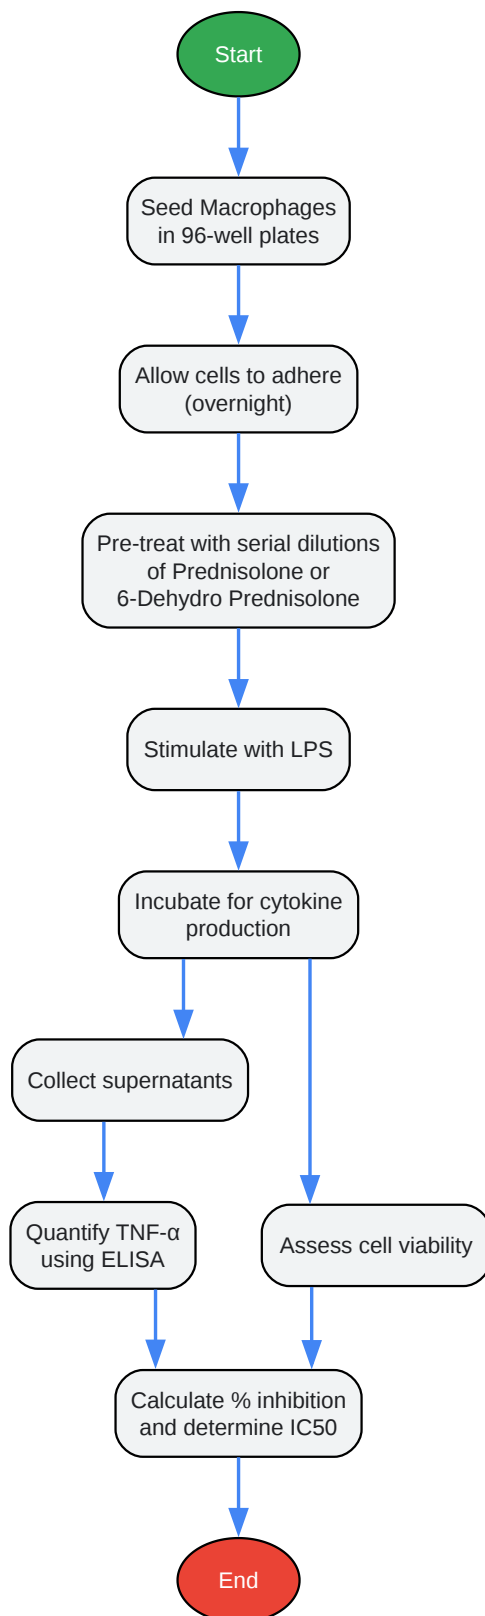 Start
Seed Macrophages
in 96-well plates
Allow cells to adhere
(overnight)
Pre-treat with serial dilutions
of Prednisolone or
6-Dehydro Prednisolone
Stimulate with LPS
Incubate for cytokine
production
Collect supernatants
Quantify TNF-α
using ELISA
Assess cell viability
Calculate % inhibition
and determine IC50
End